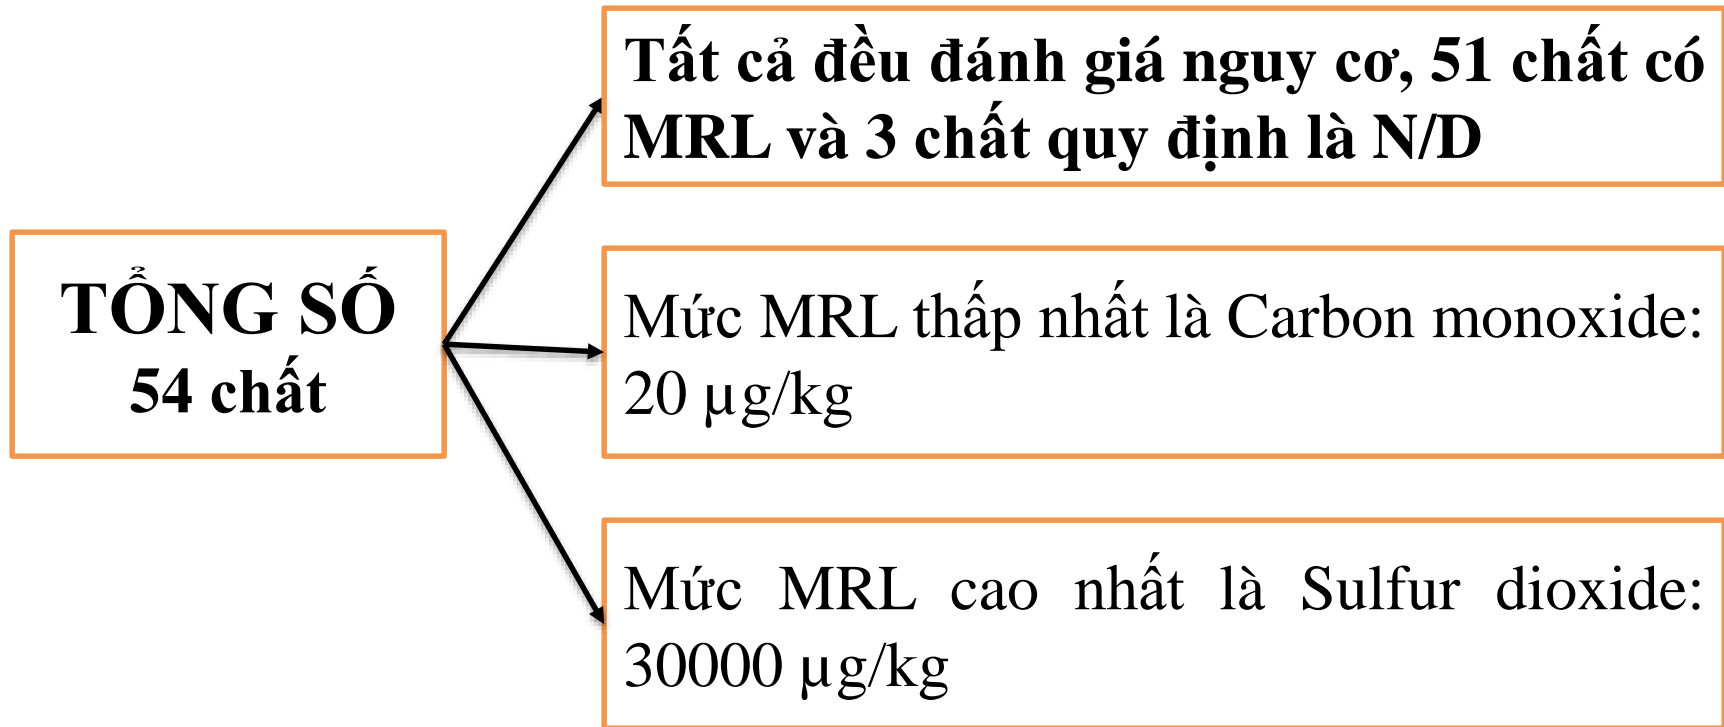 TỔNG SỐ
54 chất
Tất cả đều đánh giá nguy cơ, 51 chất có
MRL và 3 chất quy định là N/D
Mức MRL thấp nhất là Carbon monoxide:
20 µg/kg
Mức MRL cao nhất là Sulfur dioxide:
30000 µg/kg